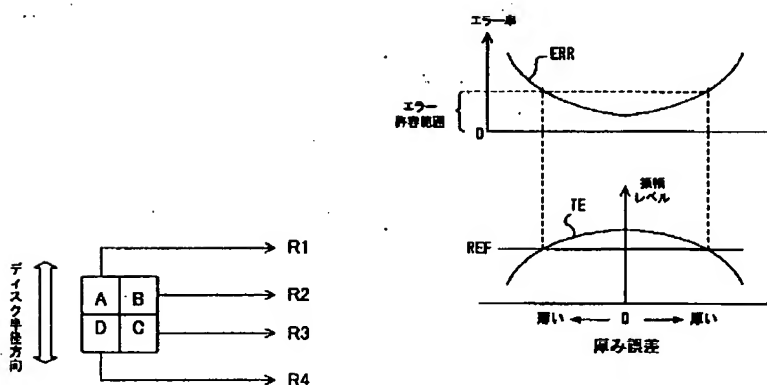 ディスク半径方向
A B
D C
R1
R2
R3
R4
エラー率
ERR
エラー
許容範囲
0
振幅
レベル
TE
REF
薄い 0 厚い
厚み誤差